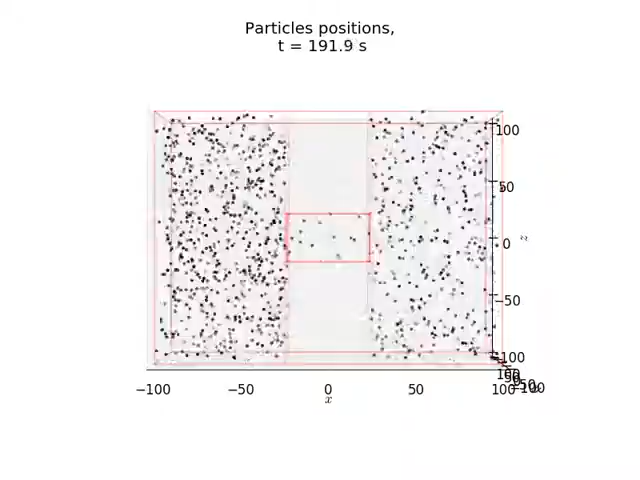 Particles positions,
t = 191.9 s
100
50
0
−50
−100
z
−100
−50
0
50
100
x